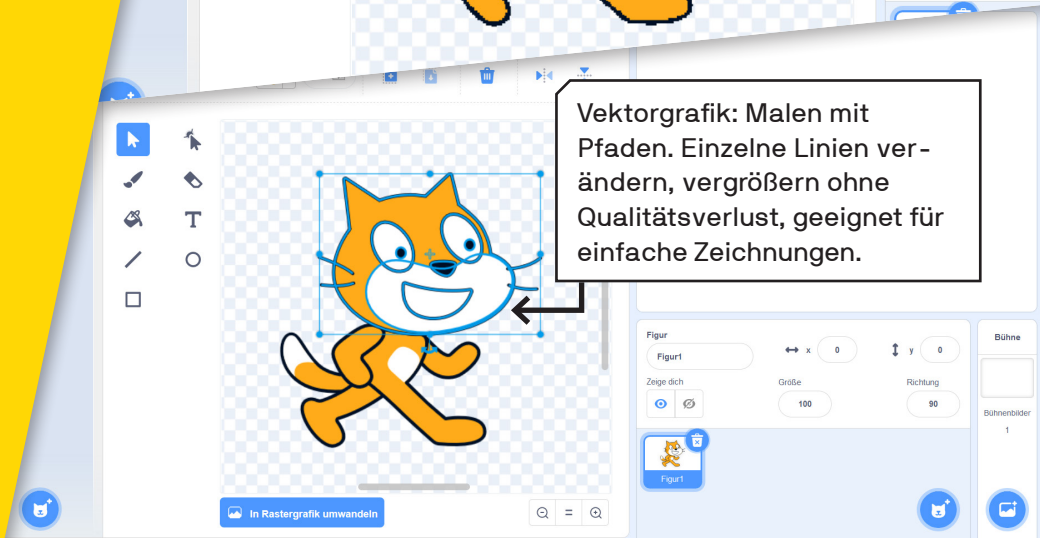 Vektorgrafik: Malen mit
Pfaden. Einzelne Linien ver-
ändern, vergrößern ohne
Qualitätsverlust, geeignet für
einfache Zeichnungen.
T
Figur
Figur1
x
0
y
0
Zeige dich
Größe
100
Richtung
90
Figur1
Bühne
Bühnenbilder
1
In Rastergrafik umwandeln